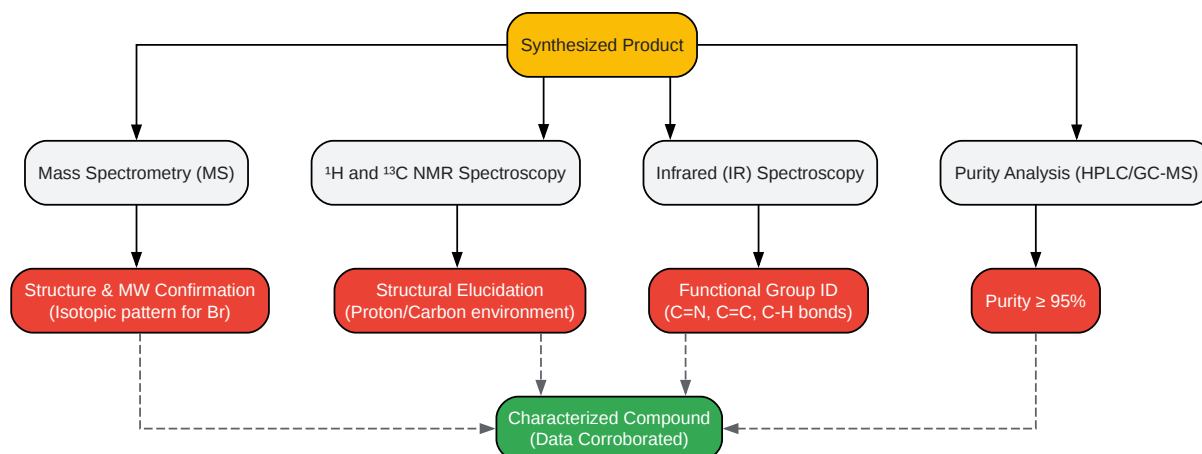 Synthesized Product
Mass Spectrometry (MS)
¹H and ¹³C NMR Spectroscopy
Infrared (IR) Spectroscopy
Purity Analysis (HPLC/GC-MS)
Structure & MW Confirmation
(Isotopic pattern for Br)
Structural Elucidation
(Proton/Carbon environment)
Functional Group ID
(C=N, C=C, C-H bonds)
Purity ≥ 95%
Characterized Compound
(Data Corroborated)